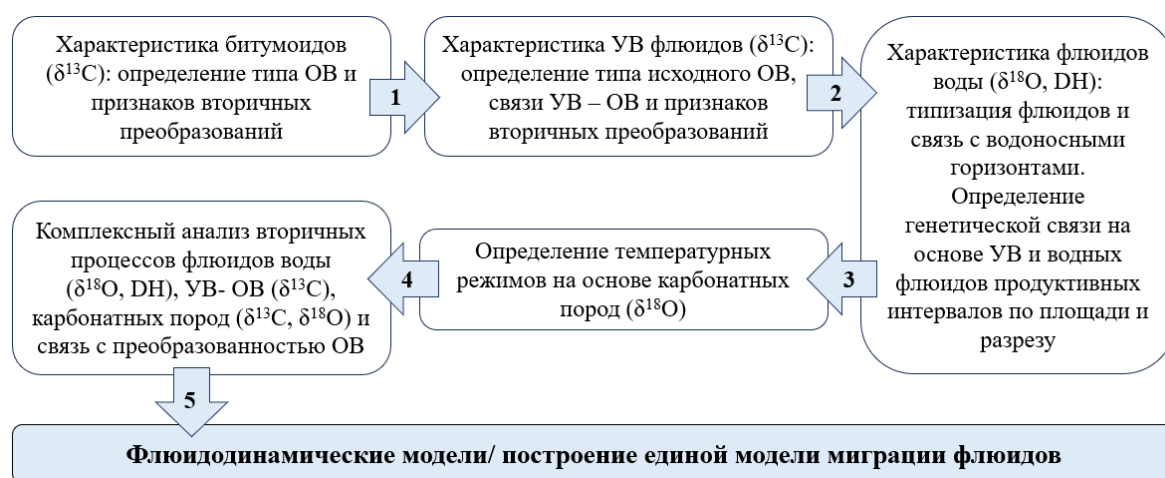 Характеристика битумоидов
(δ¹³C): определение типа ОВ и
признаков вторичных
преобразований
1
Характеристика УВ флюидов (δ¹³C):
определение типа исходного ОВ,
связи УВ – ОВ и признаков
вторичных преобразований
2
Характеристика флюидов
воды (δ¹⁸O, DH):
типизация флюидов и
связь с водоносными
горизонтами.
Определение
генетической связи на
основе УВ и водных
флюидов продуктивных
интервалов по площади и
разрезу
3
Определение температурных
режимов на основе карбонатных
пород (δ¹⁸O)
4
Комплексный анализ вторичных
процессов флюидов воды
(δ¹⁸O, DH), УВ- ОВ (δ¹³C),
карбонатных пород (δ¹³C, δ¹⁸O) и
связь с преобразованностью ОВ
5
Флюидодинамические модели/ построение единой модели миграции флюидов